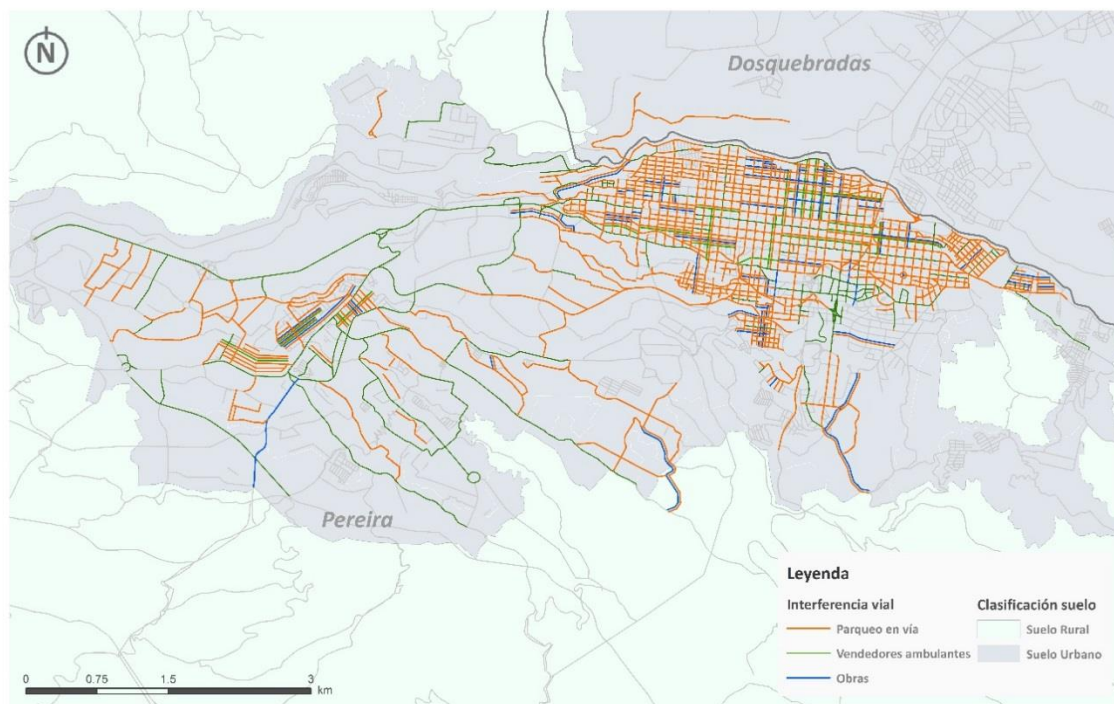 N
Dosquebradas
Pereira
Leyenda
Interferencia vial
Parqueo en vía
Vendedores ambulantes
Obras
Clasificación suelo
Suelo Rural
Suelo Urbano
0 0.75 1.5 3
km